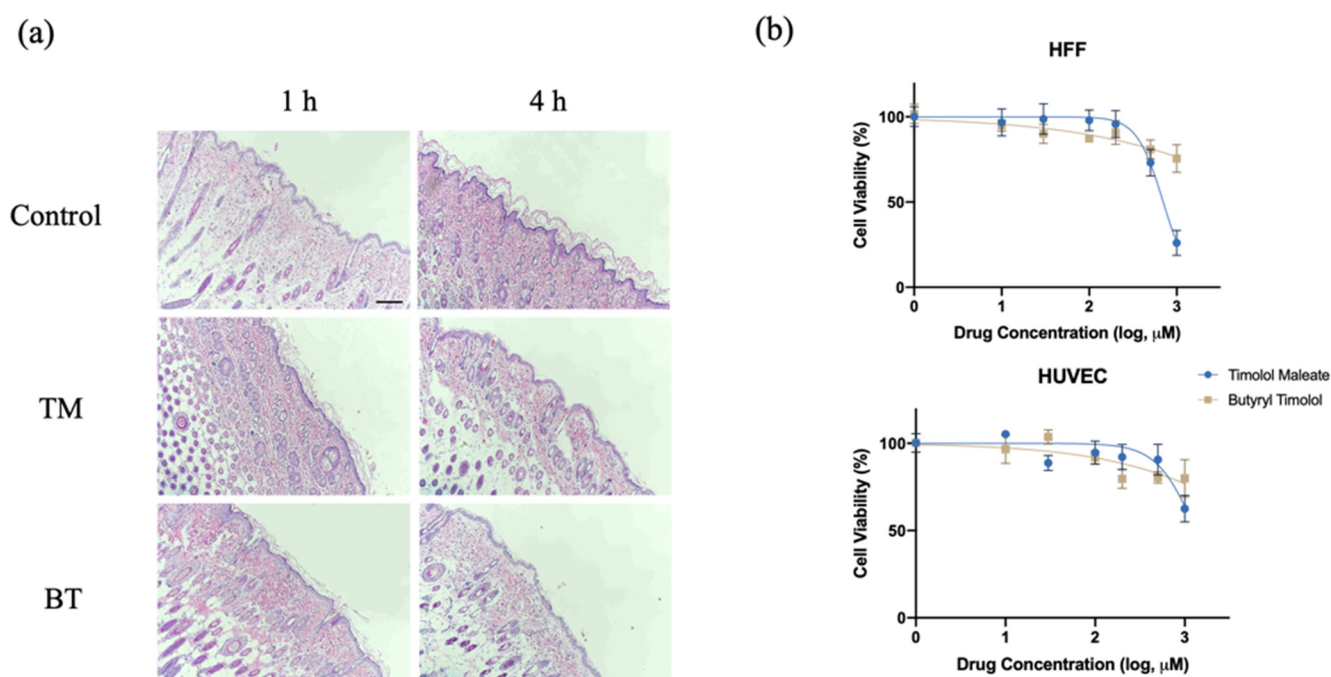 (a)
1 h
4 h
Control
TM
BT
(b)
HFF
Cell Viability (%)
100
50
0
0
1
2
3
Drug Concentration (log, μM)
HUVEC
Timolol Maleate
Butyryl Timolol
Cell Viability (%)
100
50
0
0
1
2
3
Drug Concentration (log, μM)